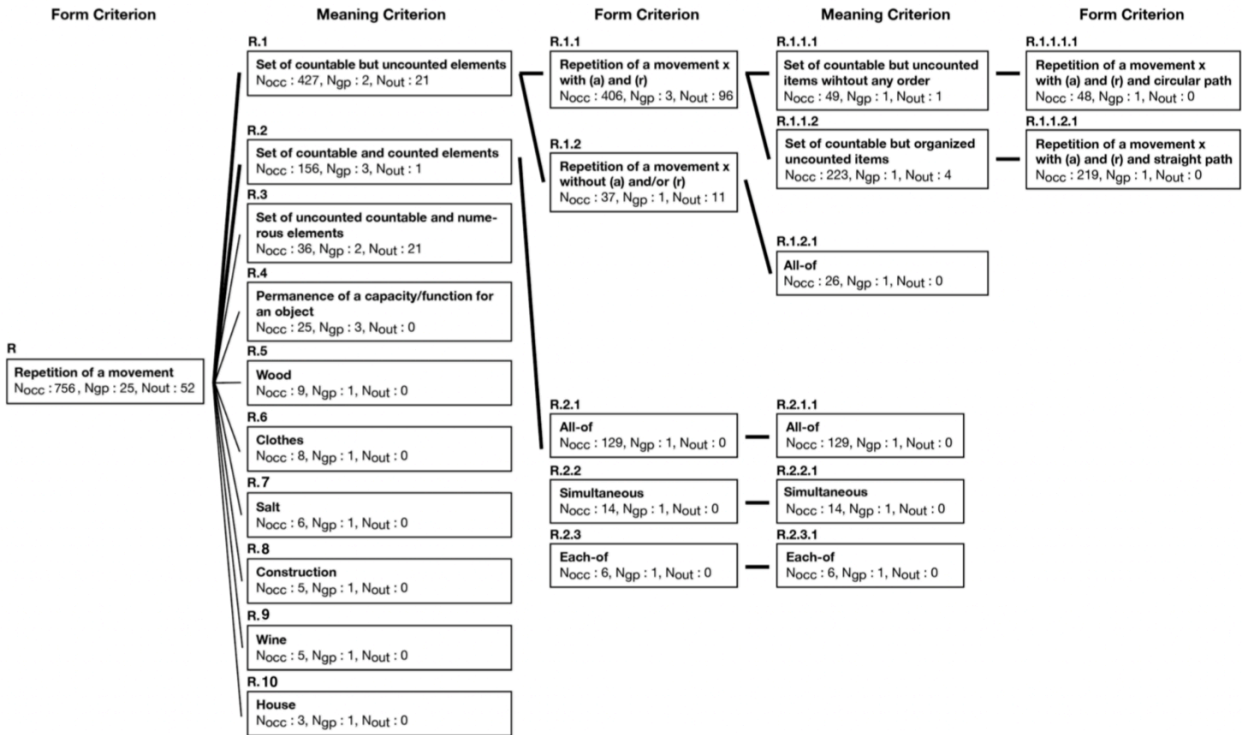 Form Criterion
Meaning Criterion
Form Criterion
Meaning Criterion
Form Criterion
R
Repetition of a movement
Nocc : 756 , Ngp : 25, Nout : 52
R.1
Set of countable but uncounted elements
Nocc : 427, Ngp : 2, Nout : 21
R.2
Set of countable and counted elements
Nocc : 156, Ngp : 3, Nout : 1
R.3
Set of uncounted countable and nume-
rous elements
Nocc : 36, Ngp : 2, Nout : 21
R.4
Permanence of a capacity/function for
an object
Nocc : 25, Ngp : 3, Nout : 0
R.5
Wood
Nocc : 9, Ngp : 1, Nout : 0
R.6
Clothes
Nocc : 8, Ngp : 1, Nout : 0
R.7
Salt
Nocc : 6, Ngp : 1, Nout : 0
R.8
Construction
Nocc : 5, Ngp : 1, Nout : 0
R.9
Wine
Nocc : 5, Ngp : 1, Nout : 0
R.10
House
Nocc : 3, Ngp : 1, Nout : 0
R.1.1
Repetition of a movement x
with (a) and (r)
Nocc : 406, Ngp : 3, Nout : 96
R.1.2
Repetition of a movement x
without (a) and/or (r)
Nocc : 37, Ngp : 1, Nout : 11
R.2.1
All-of
Nocc : 129, Ngp : 1, Nout : 0
R.2.2
Simultaneous
Nocc : 14, Ngp : 1, Nout : 0
R.2.3
Each-of
Nocc : 6, Ngp : 1, Nout : 0
R.1.1.1
Set of countable but uncounted
items wihtout any order
Nocc : 49, Ngp : 1, Nout : 1
R.1.1.2
Set of countable but organized
uncounted items
Nocc : 223, Ngp : 1, Nout : 4
R.1.2.1
All-of
Nocc : 26, Ngp : 1, Nout : 0
R.2.1.1
All-of
Nocc : 129, Ngp : 1, Nout : 0
R.2.2.1
Simultaneous
Nocc : 14, Ngp : 1, Nout : 0
R.2.3.1
Each-of
Nocc : 6, Ngp : 1, Nout : 0
R.1.1.1.1
Repetition of a movement x
with (a) and (r) and circular path
Nocc : 48, Ngp : 1, Nout : 0
R.1.1.2.1
Repetition of a movement x
with (a) and (r) and straight path
Nocc : 219, Ngp : 1, Nout : 0